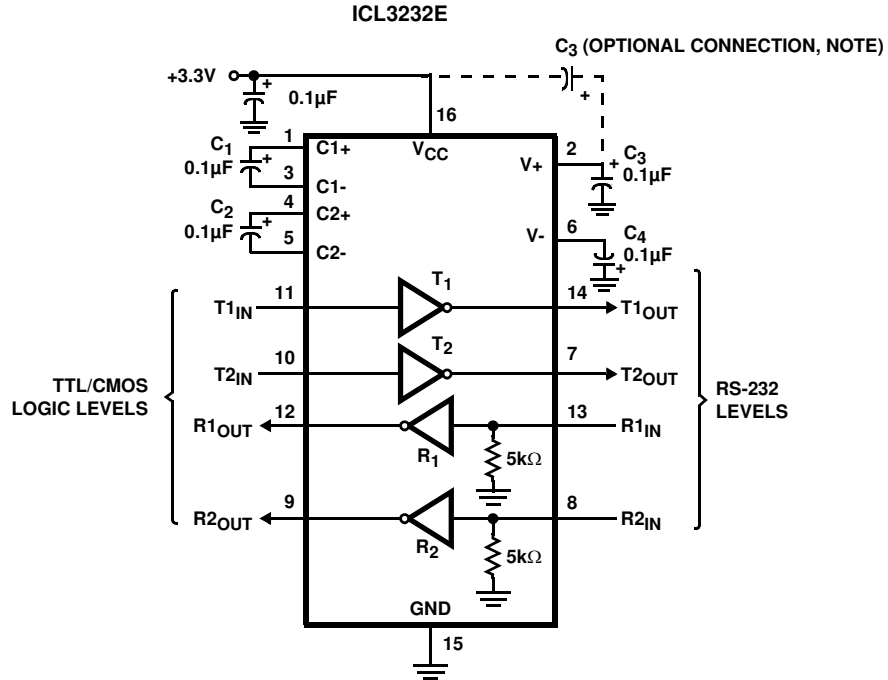 ICL3232E
C3 (OPTIONAL CONNECTION, NOTE)
+3.3V
+
0.1µF
+
16
1
C1+
VCC
C1
0.1µF
+
3
C1-
2
V+
+
C3
0.1µF
C2
0.1µF
+
4
C2+
5
C2-
6
V-
C4
0.1µF
+
T1IN
11
T1
14
T1OUT
T2IN
10
T2
7
T2OUT
TTL/CMOS
LOGIC LEVELS
RS-232
LEVELS
R1OUT
12
R1
13
R1IN
5kΩ
R2OUT
9
R2
8
R2IN
5kΩ
GND
15